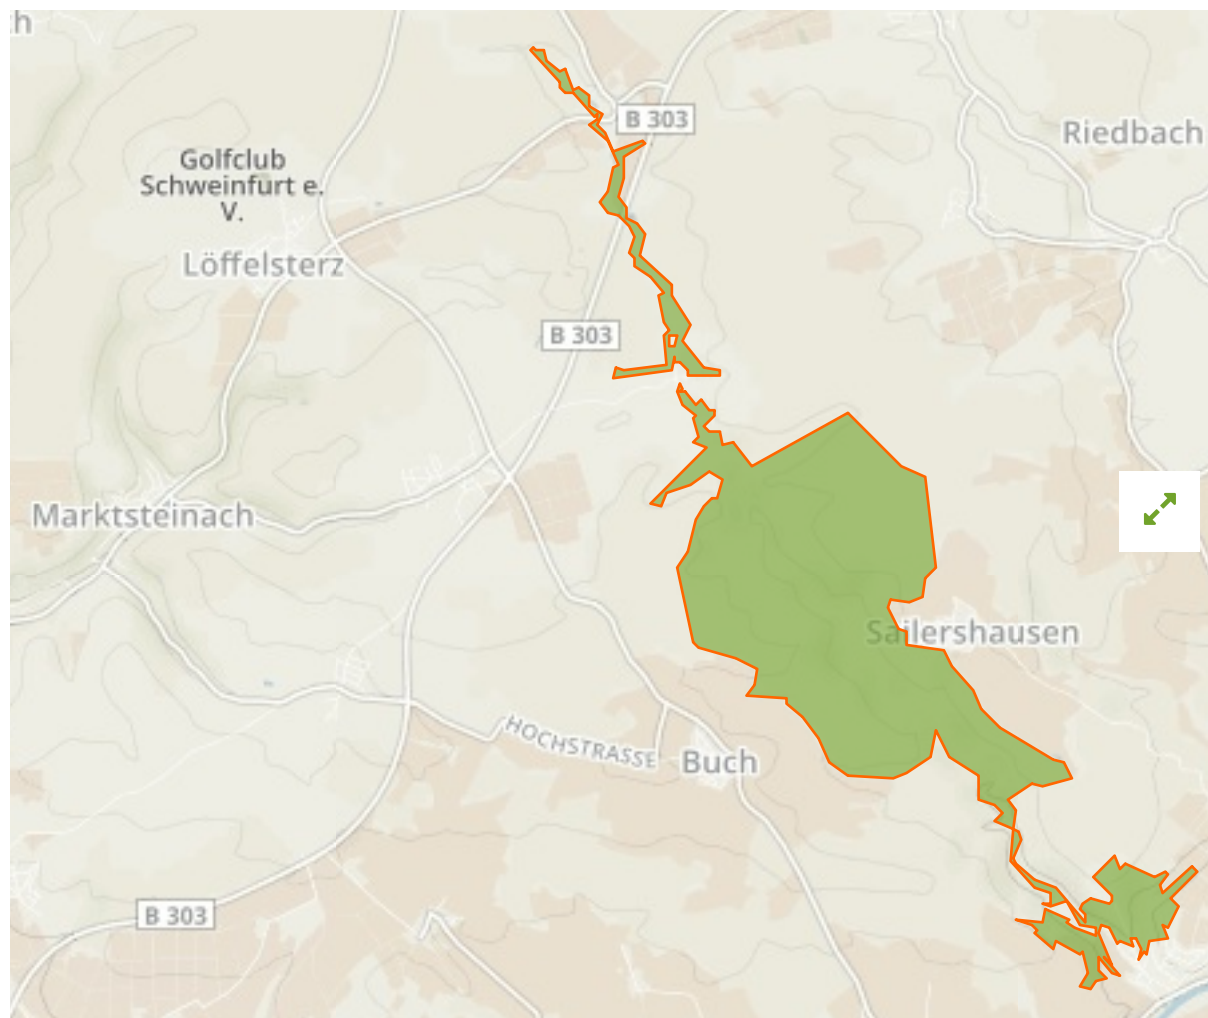 B 303
Riedbach
Golfclub
Schweinfurt e.
V.
Löffelsterz
B 303
Marktsteinach
Sailershausen
HOCHSTRASSE
Buch
B 303